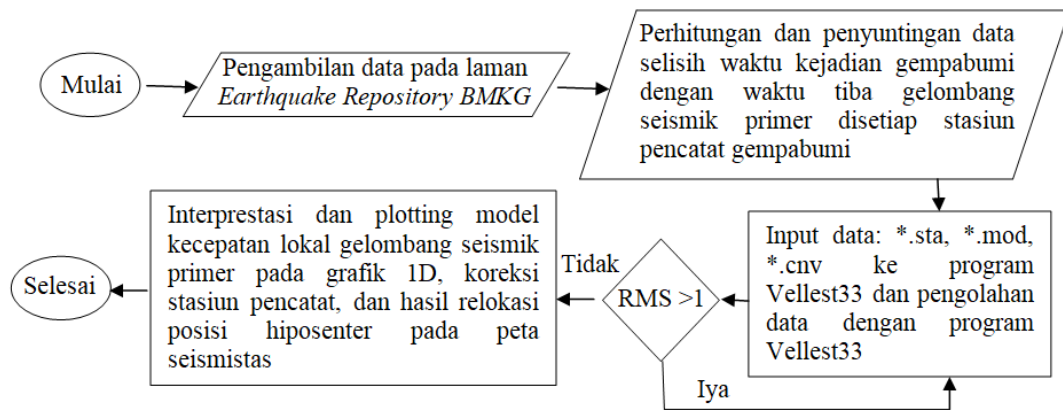 Mulai
Pengambilan data pada laman
Earthquake Repository BMKG
Perhitungan dan penyuntingan data
selisih waktu kejadian gempabumi
dengan waktu tiba gelombang
seismik primer disetiap stasiun
pencatat gempabumi
Input data: *.sta, *.mod,
*.cnv ke program
Vellest33 dan pengolahan
data dengan program
Vellest33
RMS >1
Iya
Tidak
Interprestasi dan plotting model
kecepatan lokal gelombang seismik
primer pada grafik 1D, koreksi
stasiun pencatat, dan hasil relokasi
posisi hiposenter pada peta
seismistas
Selesai